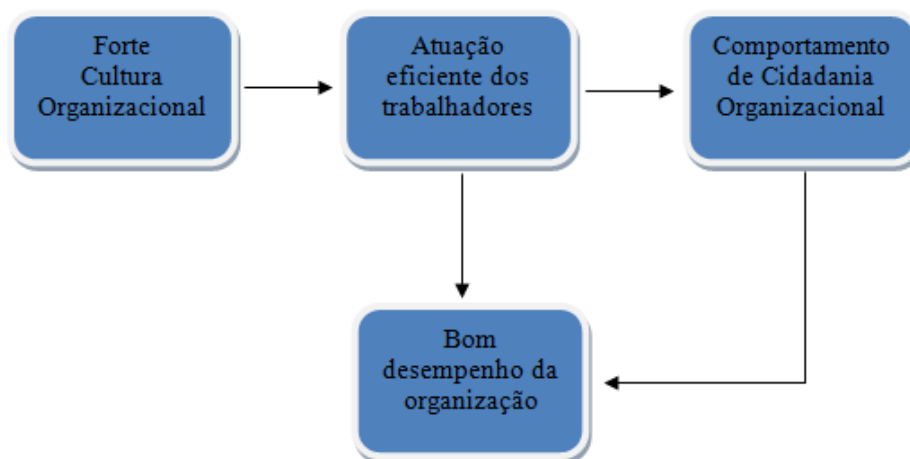 Forte
Cultura
Organizacional
Atuação
eficiente dos
trabalhadores
Comportamento
de Cidadania
Organizacional
Bom
desempenho da
organização